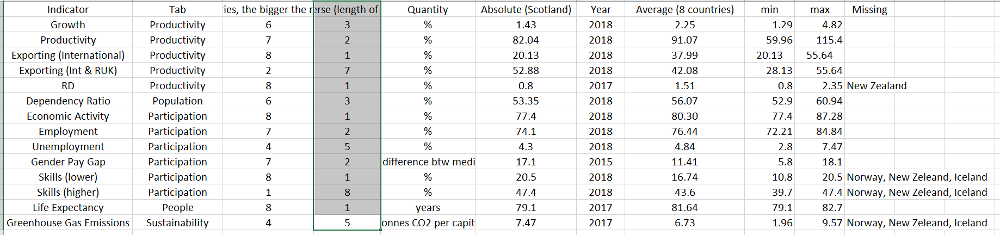 Indicator Tab ies, the bigger the r erse (length of Quantity Absolute (Scotland) Year Average (8 countries) min max Missing
Growth Productivity 6 3 % 1.43 2018 2.25 1.29 4.82
Productivity Productivity 7 2 % 82.04 2018 91.07 59.96 115.4
Exporting (International) Productivity 8 1 % 20.13 2018 37.99 20.13 55.64
Exporting (Int & RUK) Productivity 2 7 % 52.88 2018 42.08 28.13 55.64
RD Productivity 8 1 % 0.8 2017 1.51 0.8 2.35 New Zealand
Dependency Ratio Population 6 3 % 53.35 2018 56.07 52.9 60.94
Economic Activity Participation 8 1 % 77.4 2018 80.30 77.4 87.28
Employment Participation 7 2 % 74.1 2018 76.44 72.21 84.84
Unemployment Participation 4 5 % 4.3 2018 4.84 2.8 7.47
Gender Pay Gap Participation 7 2 difference btw medi 17.1 2015 11.41 5.8 18.1
Skills (lower) Participation 8 1 % 20.5 2018 16.74 10.8 20.5 Norway, New Zeleand, Iceland
Skills (higher) Participation 1 8 % 47.4 2018 43.6 39.7 47.4 Norway, New Zeleand, Iceland
Life Expectancy People 8 1 years 79.1 2017 81.64 79.1 82.7
Greenhouse Gas Emissions Sustainability 4 5 onnes CO2 per capit 7.47 2017 6.73 1.96 9.57 Norway, New Zeleand, Iceland